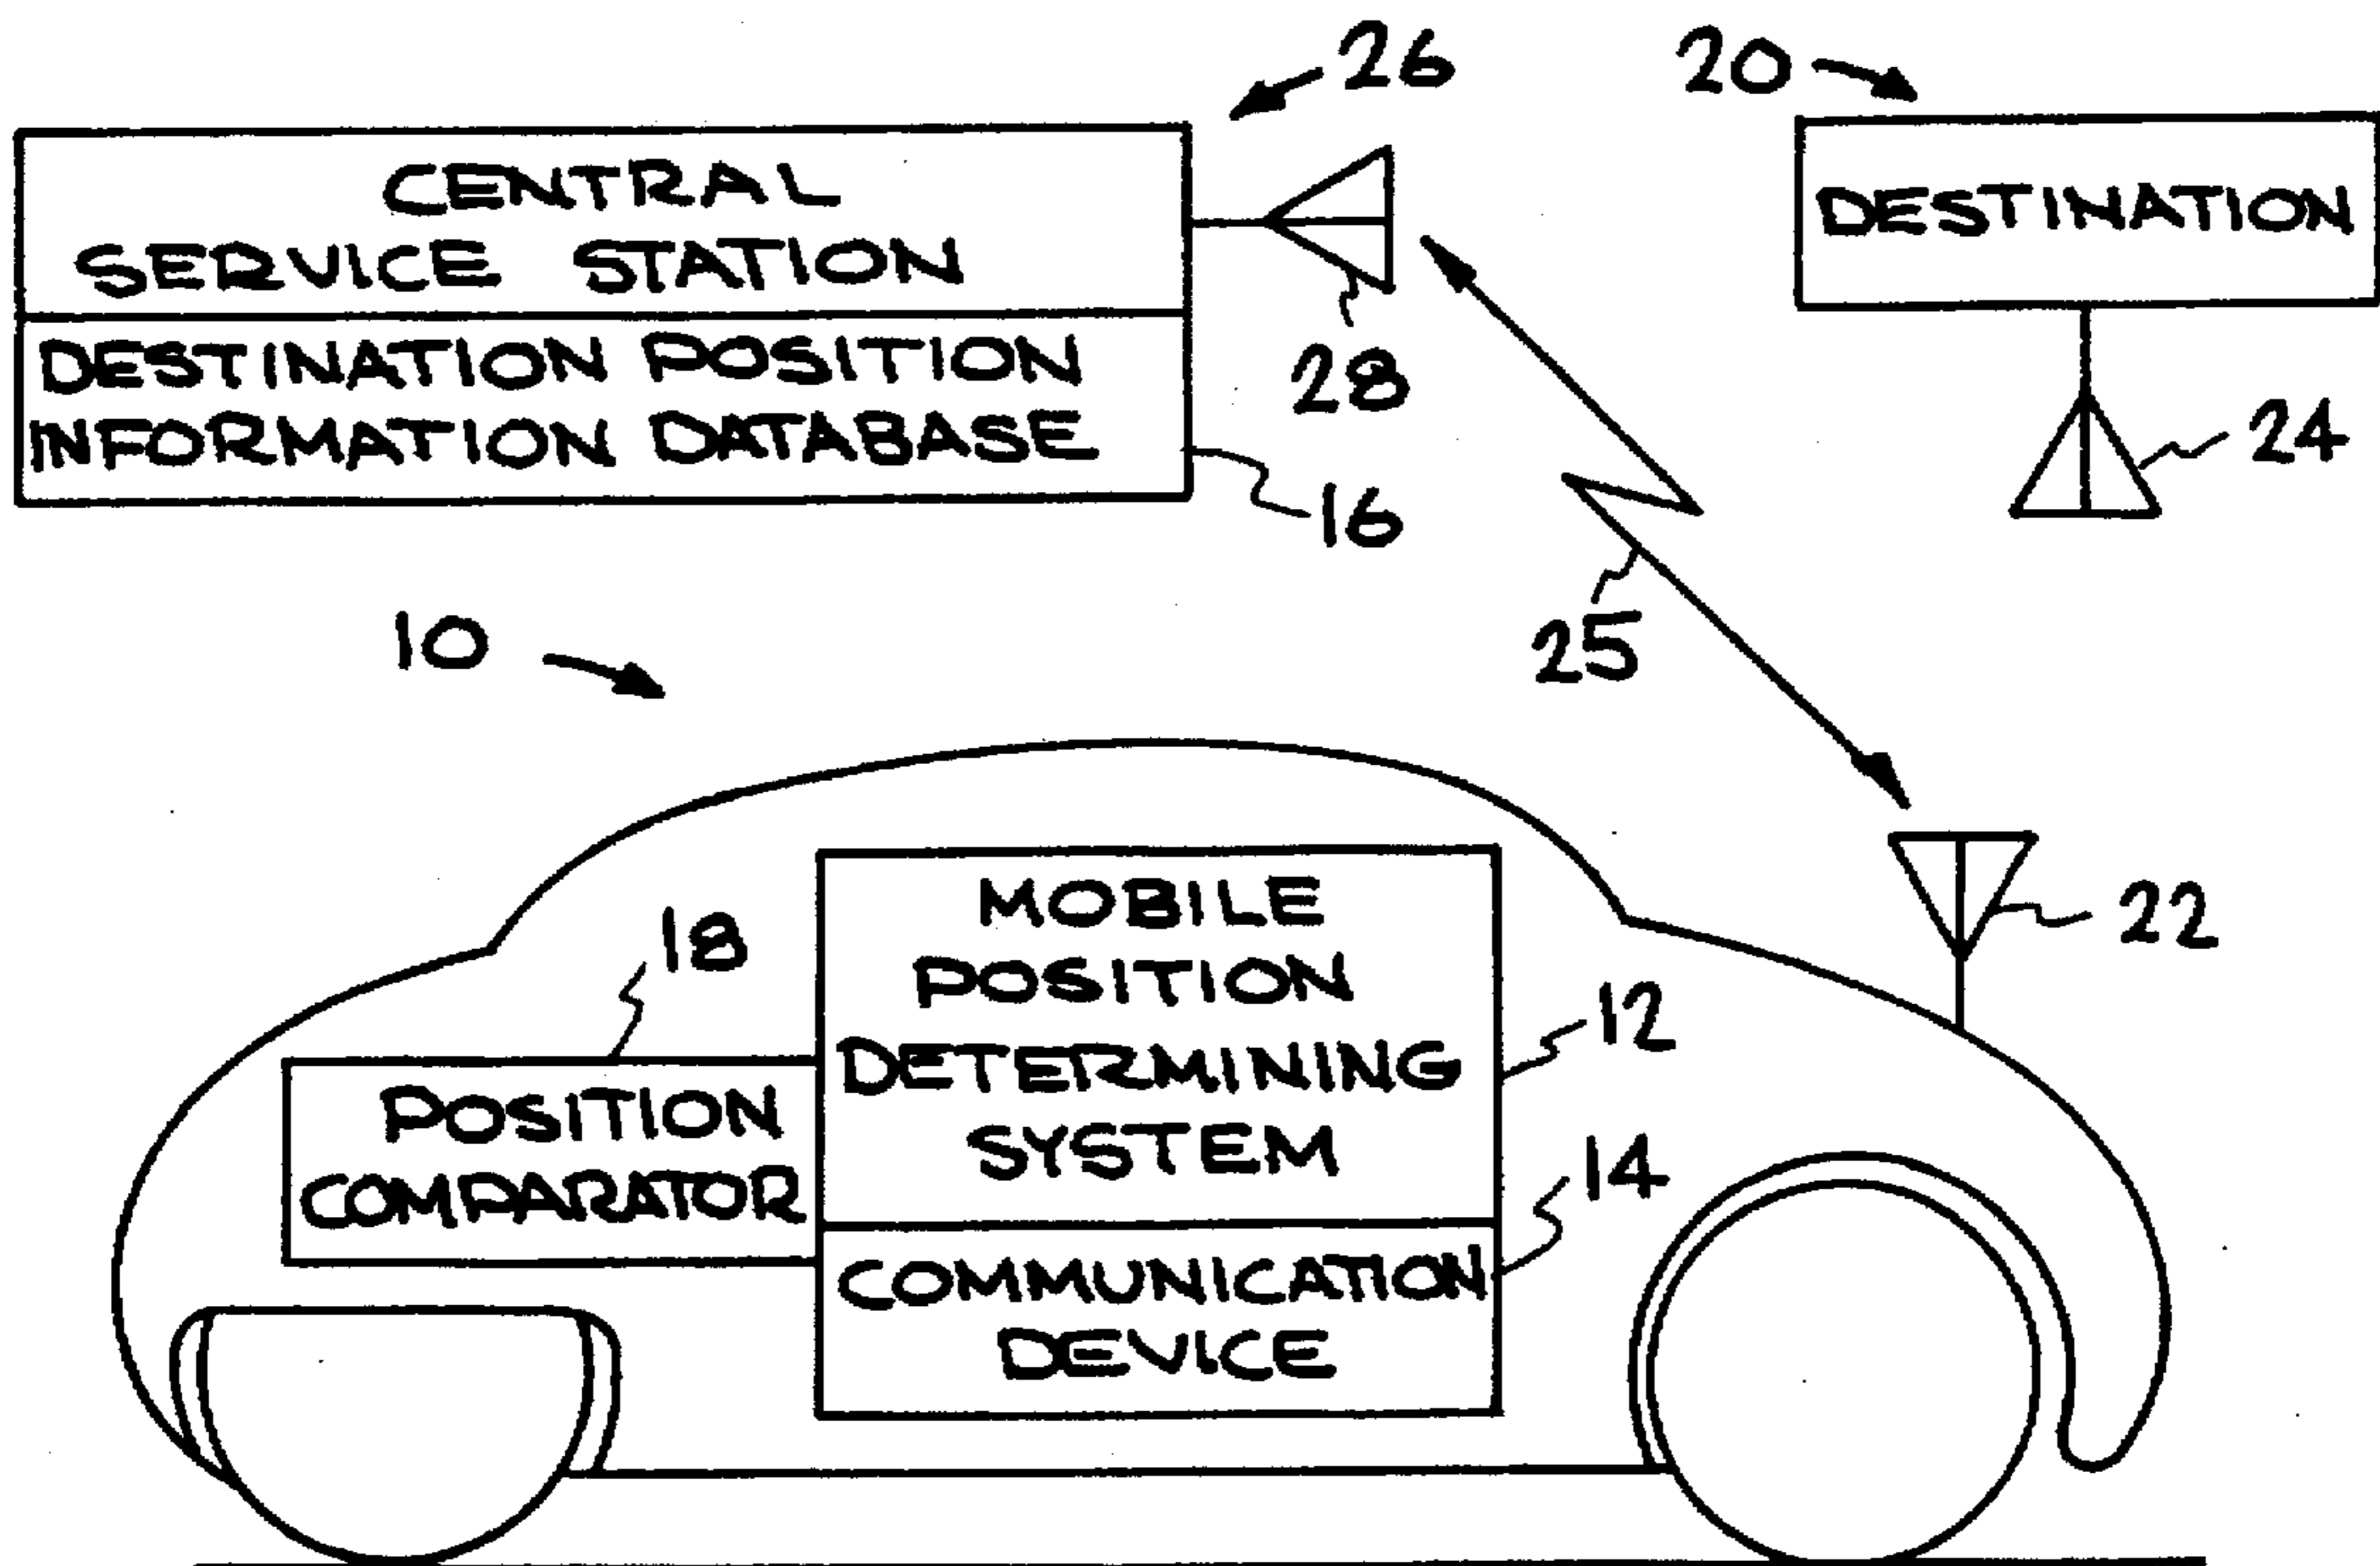 26
20
CENTRAL
SERVICE STATION
DESTINATION
28
DESTINATION POSITION
INFORMATION DATABASE
24
16
25
10
MOBILE
POSITION
DETERMINING
SYSTEM
18
22
12
POSITION
COMPARATOR
14
COMMUNICATION
DEVICE